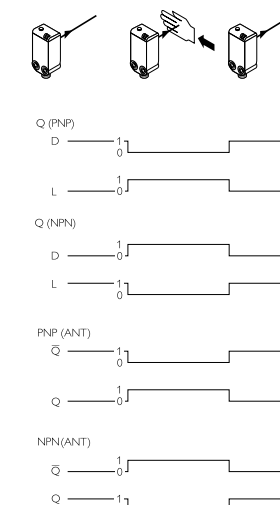 Q (PNP)
D 1
0
1
L 0
Q (NPN)
1
D 0
L 1
0
PNP (ANT)
Q̅ 1
0
1
Q 0
NPN(ANT)
1
Q̅ 0
Q 1